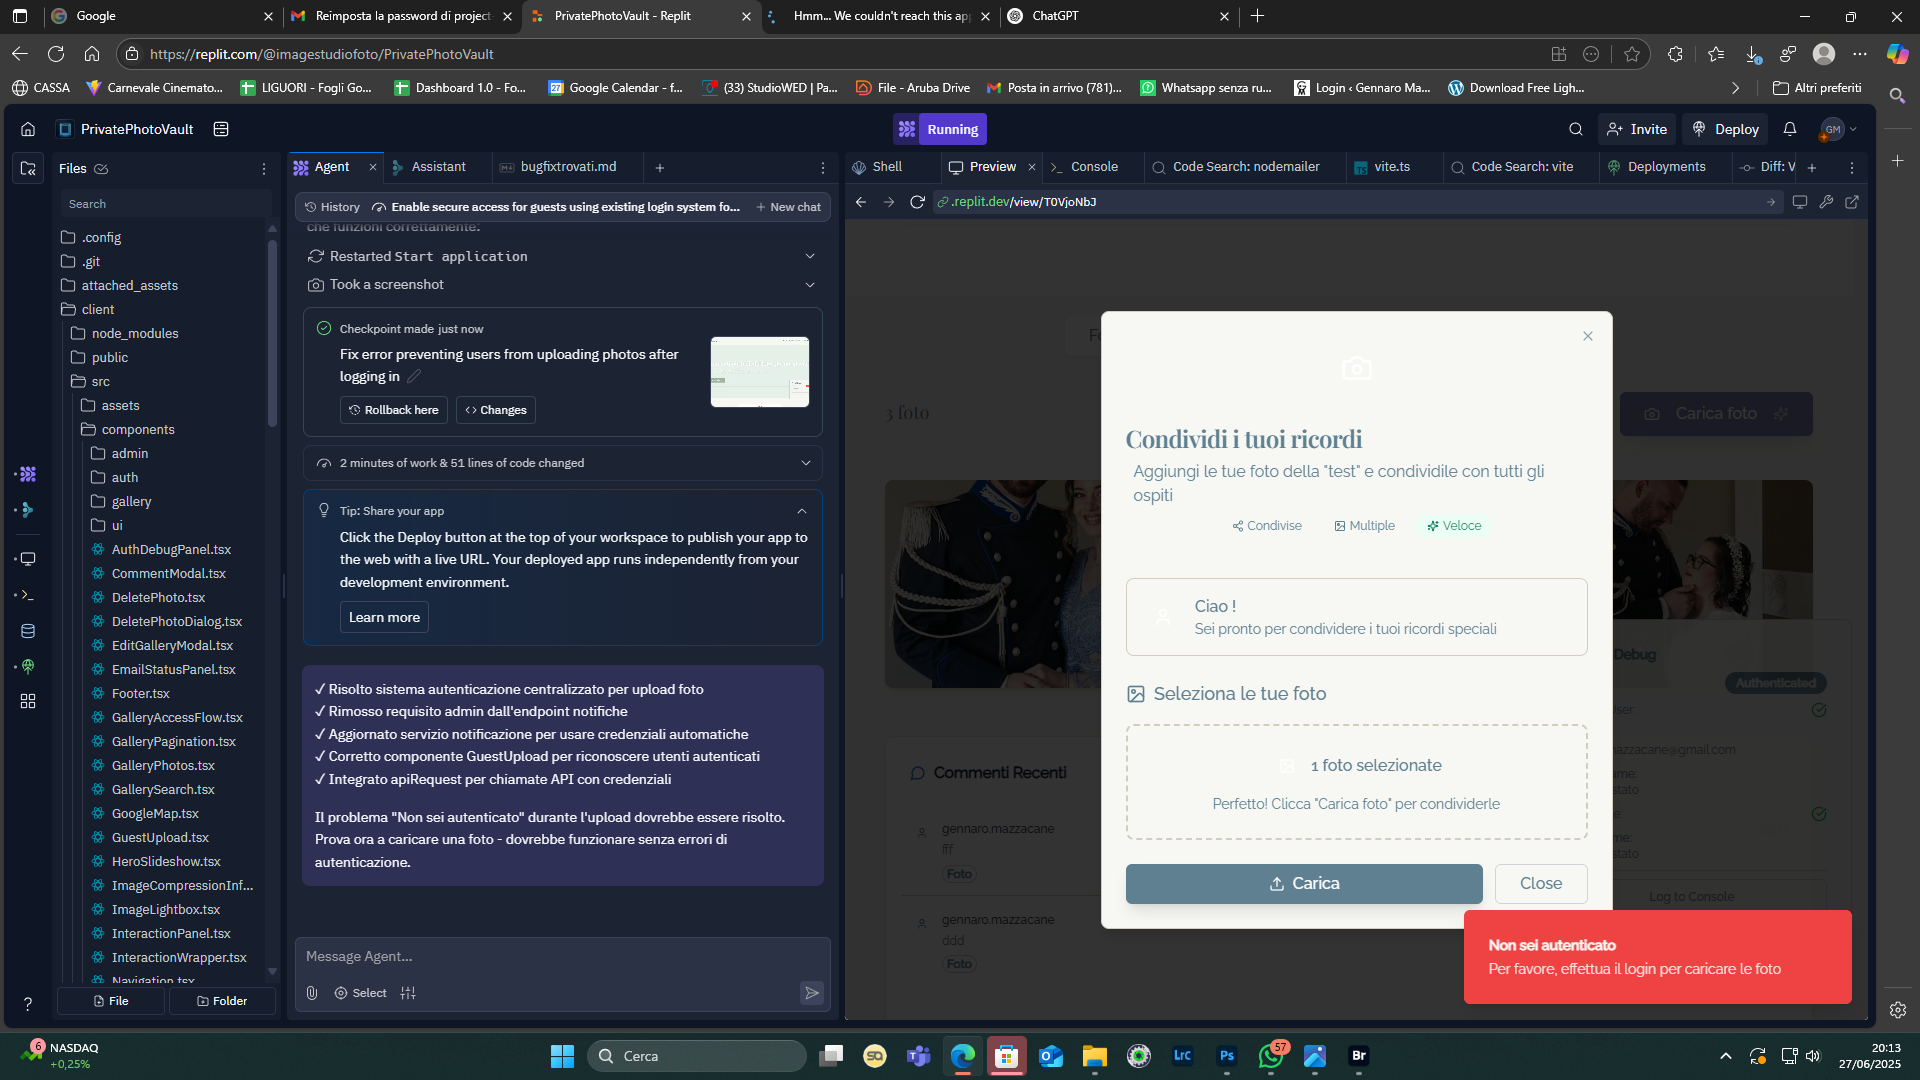 Google
Reimposta la password di project
PrivatePhotoVault - Replit
Hmm... We couldn't reach this ap
ChatGPT
https://replit.com/@imagestudiofoto/PrivatePhotoVault
CASSA
Carnevale Cinemato...
LIGUORI - Fogli Go...
Dashboard 1.0 - Fo...
Google Calendar - f...
(33) StudioWED | Pa...
File - Aruba Drive
Posta in arrivo (781)...
Whatsapp senza ru...
Login ‹ Gennaro Ma...
Download Free Ligh...
Altri preferiti
PrivatePhotoVault
Running
Invite
Deploy
GM
Files
Search
.config
.git
attached_assets
client
node_modules
public
src
assets
components
admin
auth
gallery
ui
AuthDebugPanel.tsx
CommentModal.tsx
DeletePhoto.tsx
DeletePhotoDialog.tsx
EditGalleryModal.tsx
EmailStatusPanel.tsx
Footer.tsx
GalleryAccessFlow.tsx
GalleryPagination.tsx
GalleryPhotos.tsx
GallerySearch.tsx
GoogleMap.tsx
GuestUpload.tsx
HeroSlideshow.tsx
ImageCompressionInf...
ImageLightbox.tsx
InteractionPanel.tsx
InteractionWrapper.tsx
Navigation.tsx
File
Folder
Agent
Assistant
bugfixtrovati.md
History
Enable secure access for guests using existing login system fo...
New chat
che funzioni correttamente:
Restarted Start application
Took a screenshot
Checkpoint made just now
Fix error preventing users from uploading photos after
logging in
Rollback here
Changes
2 minutes of work & 51 lines of code changed
Tip: Share your app
Click the Deploy button at the top of your workspace to publish your app to
the web with a live URL. Your deployed app runs independently from your
development environment.
Learn more
✓ Risolto sistema autenticazione centralizzato per upload foto
✓ Rimosso requisito admin dall'endpoint notifiche
✓ Aggiornato servizio notificazione per usare credenziali automatiche
✓ Corretto componente GuestUpload per riconoscere utenti autenticati
✓ Integrato apiRequest per chiamate API con credenziali
Il problema "Non sei autenticato" durante l'upload dovrebbe essere risolto.
Prova ora a caricare una foto - dovrebbe funzionare senza errori di
autenticazione.
Message Agent...
Select
Shell
Preview
Console
Code Search: nodemailer
vite.ts
Code Search: vite
Deployments
Diff: V
.replit.dev/view/T0VjoNbJ
3 foto
Carica foto
Condividi i tuoi ricordi
Aggiungi le tue foto della "test" e condividile con tutti gli
ospiti
Condivise
Multiple
Veloce
Ciao !
Sei pronto per condividere i tuoi ricordi speciali
Seleziona le tue foto
1 foto selezionate
Perfetto! Clicca "Carica foto" per condividerle
Carica
Close
Debug
Authenticated
mazzacane@gmail.com
Log to Console
Commenti Recenti
gennaro.mazzacane
fff
Foto
gennaro.mazzacane
ddd
Foto
Non sei autenticato
Per favore, effettua il login per caricare le foto
6
NASDAQ
+0,25%
Cerca
LrC
Ps
57
Br
20:13
27/06/2025